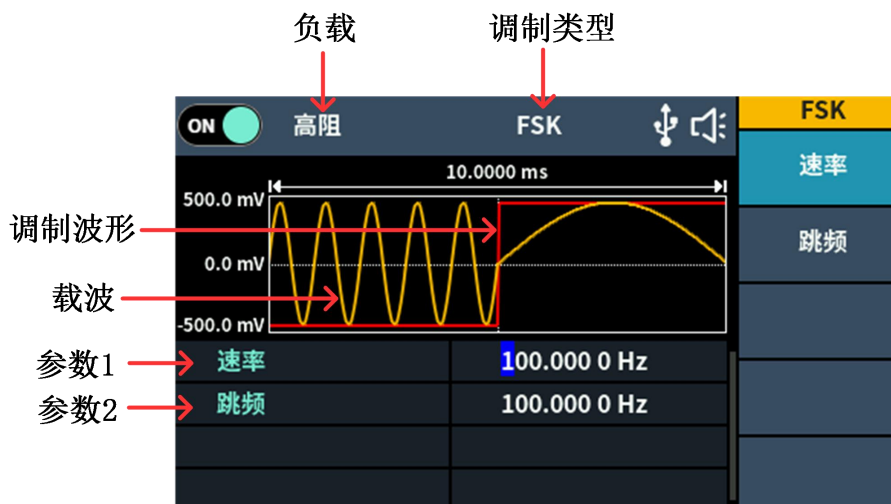 负载
调制类型
ON
高阻
FSK
FSK
速率
跳频
10.0000 ms
500.0 mV
0.0 mV
-500.0 mV
调制波形
载波
参数1
速率
100.000 0 Hz
参数2
跳频
100.000 0 Hz